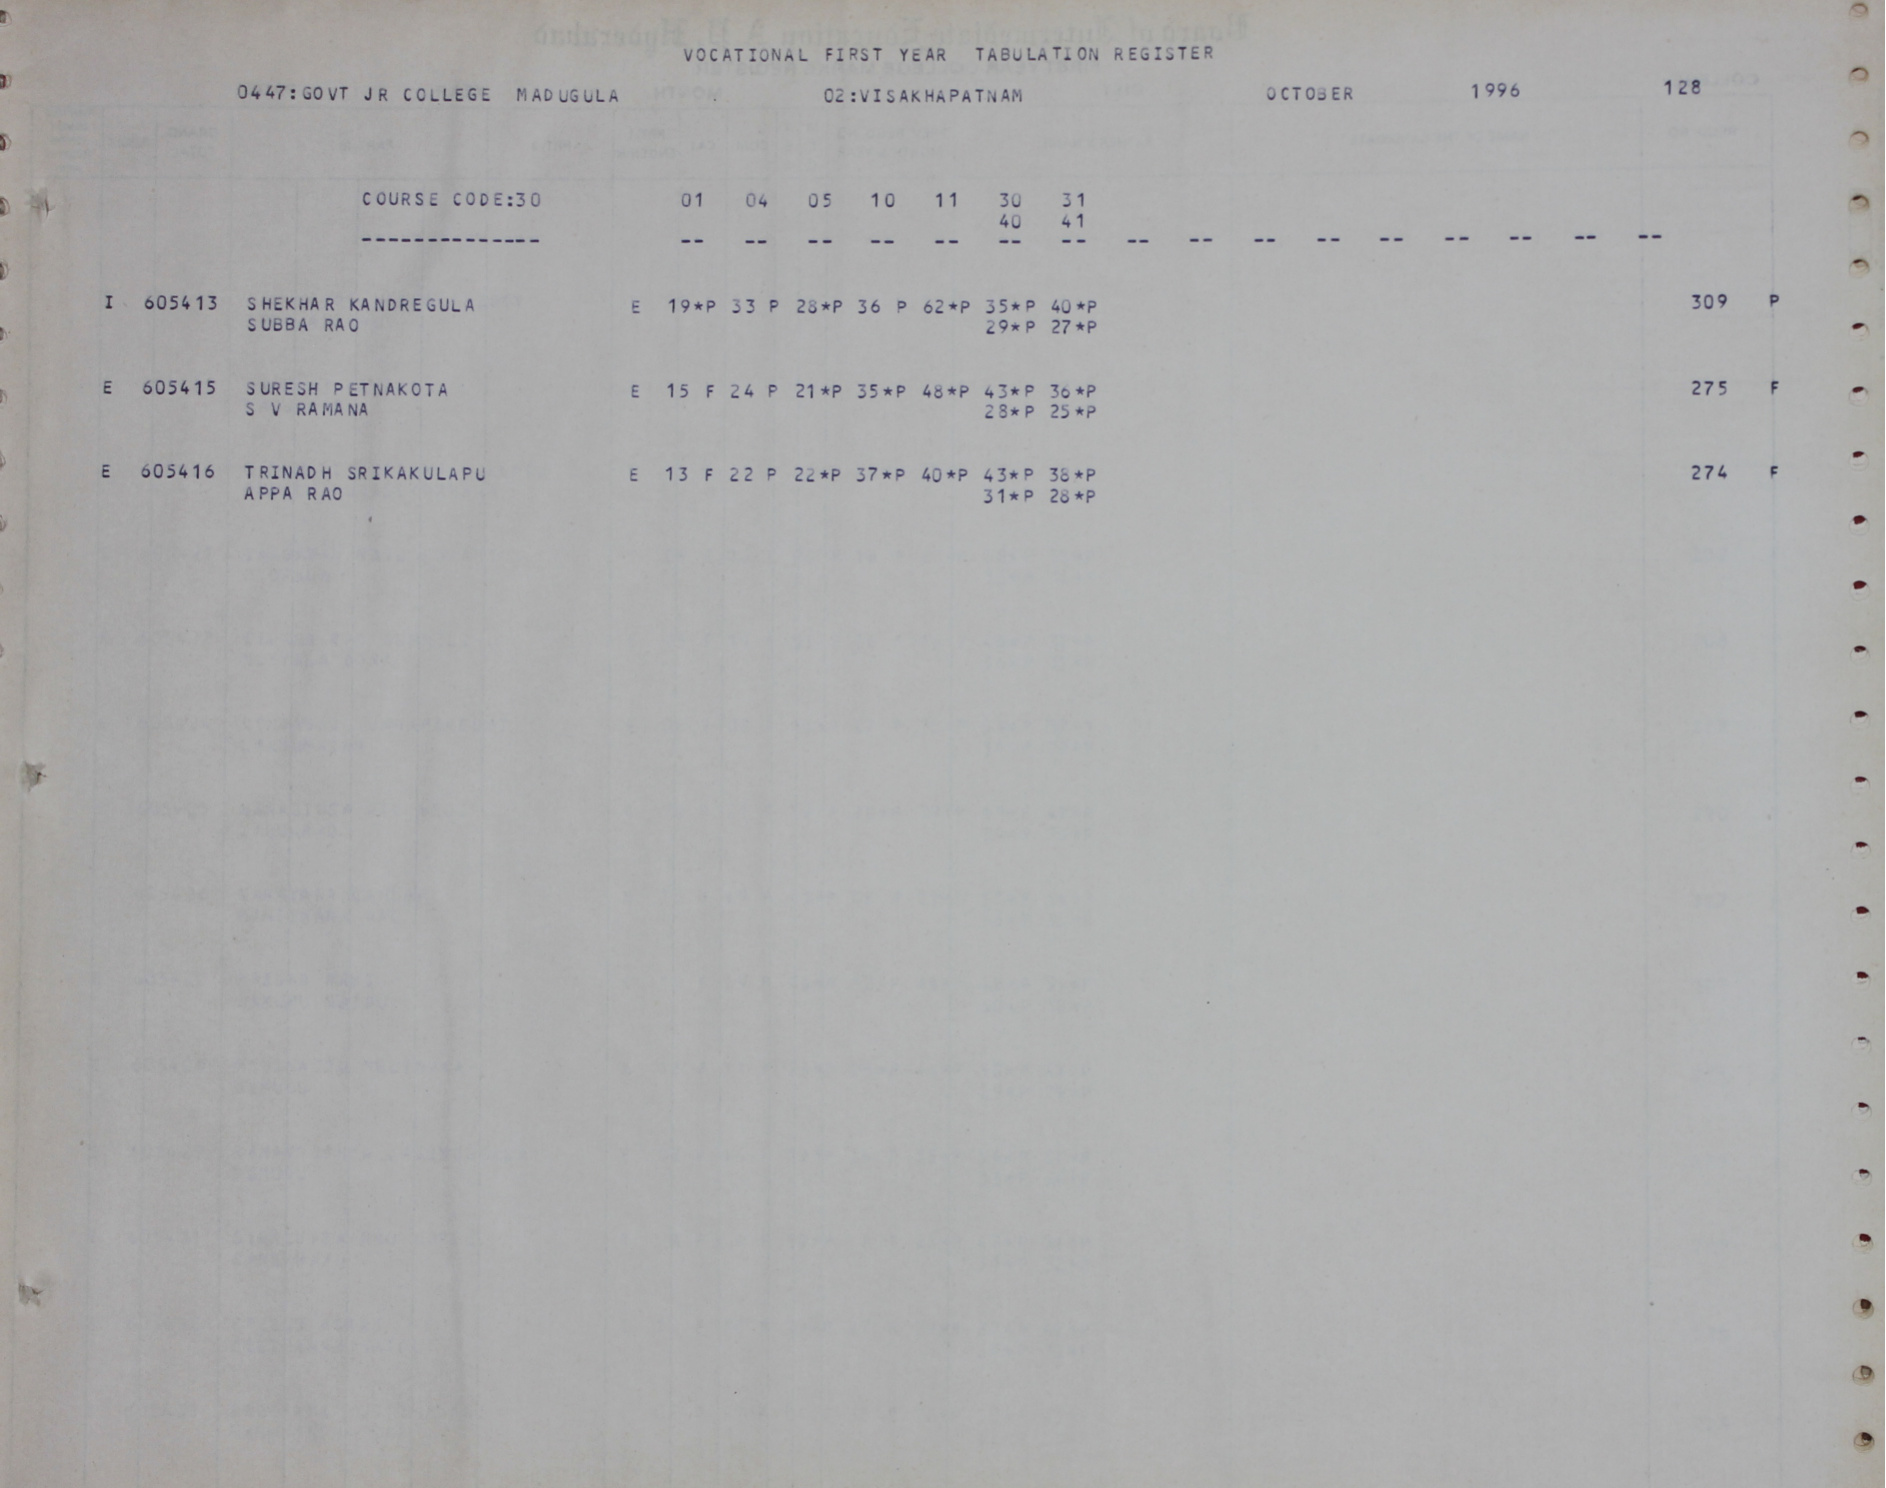 VOCATIONAL FIRST YEAR TABULATION REGISTER
0447:GOVT JR COLLEGE MADUGULA 02:VISAKHAPATNAM OCTOBER 1996 128
COURSE CODE:30 01 04 05 10 11 30 31
40 41
-------------- -- -- -- -- -- -- -- -- -- -- -- -- -- -- -- --
I 605413 SHEKHAR KANDREGULA E 19*P 33 P 28*P 36 P 62*P 35*P 40*P 309 P
SUBBA RAO 29*P 27*P
E 605415 SURESH PETNAKOTA E 15 F 24 P 21*P 35*P 48*P 43*P 36*P 275 F
S V RAMANA 28*P 25*P
E 605416 TRINADH SRIKAKULAPU E 13 F 22 P 22*P 37*P 40*P 43*P 38*P 274 F
APPA RAO 31*P 28*P